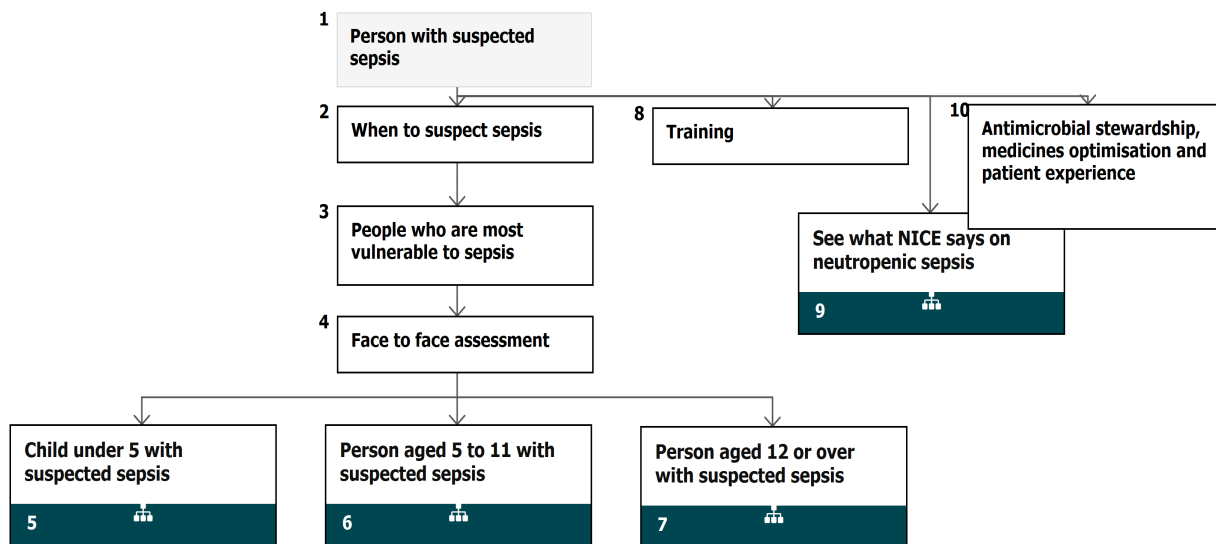 1
Person with suspected
sepsis
2
When to suspect sepsis
8
Training
10
Antimicrobial stewardship,
medicines optimisation and
patient experience
3
People who are most
vulnerable to sepsis
See what NICE says on
neutropenic sepsis
9
4
Face to face assessment
Child under 5 with
suspected sepsis
5
Person aged 5 to 11 with
suspected sepsis
6
Person aged 12 or over
with suspected sepsis
7